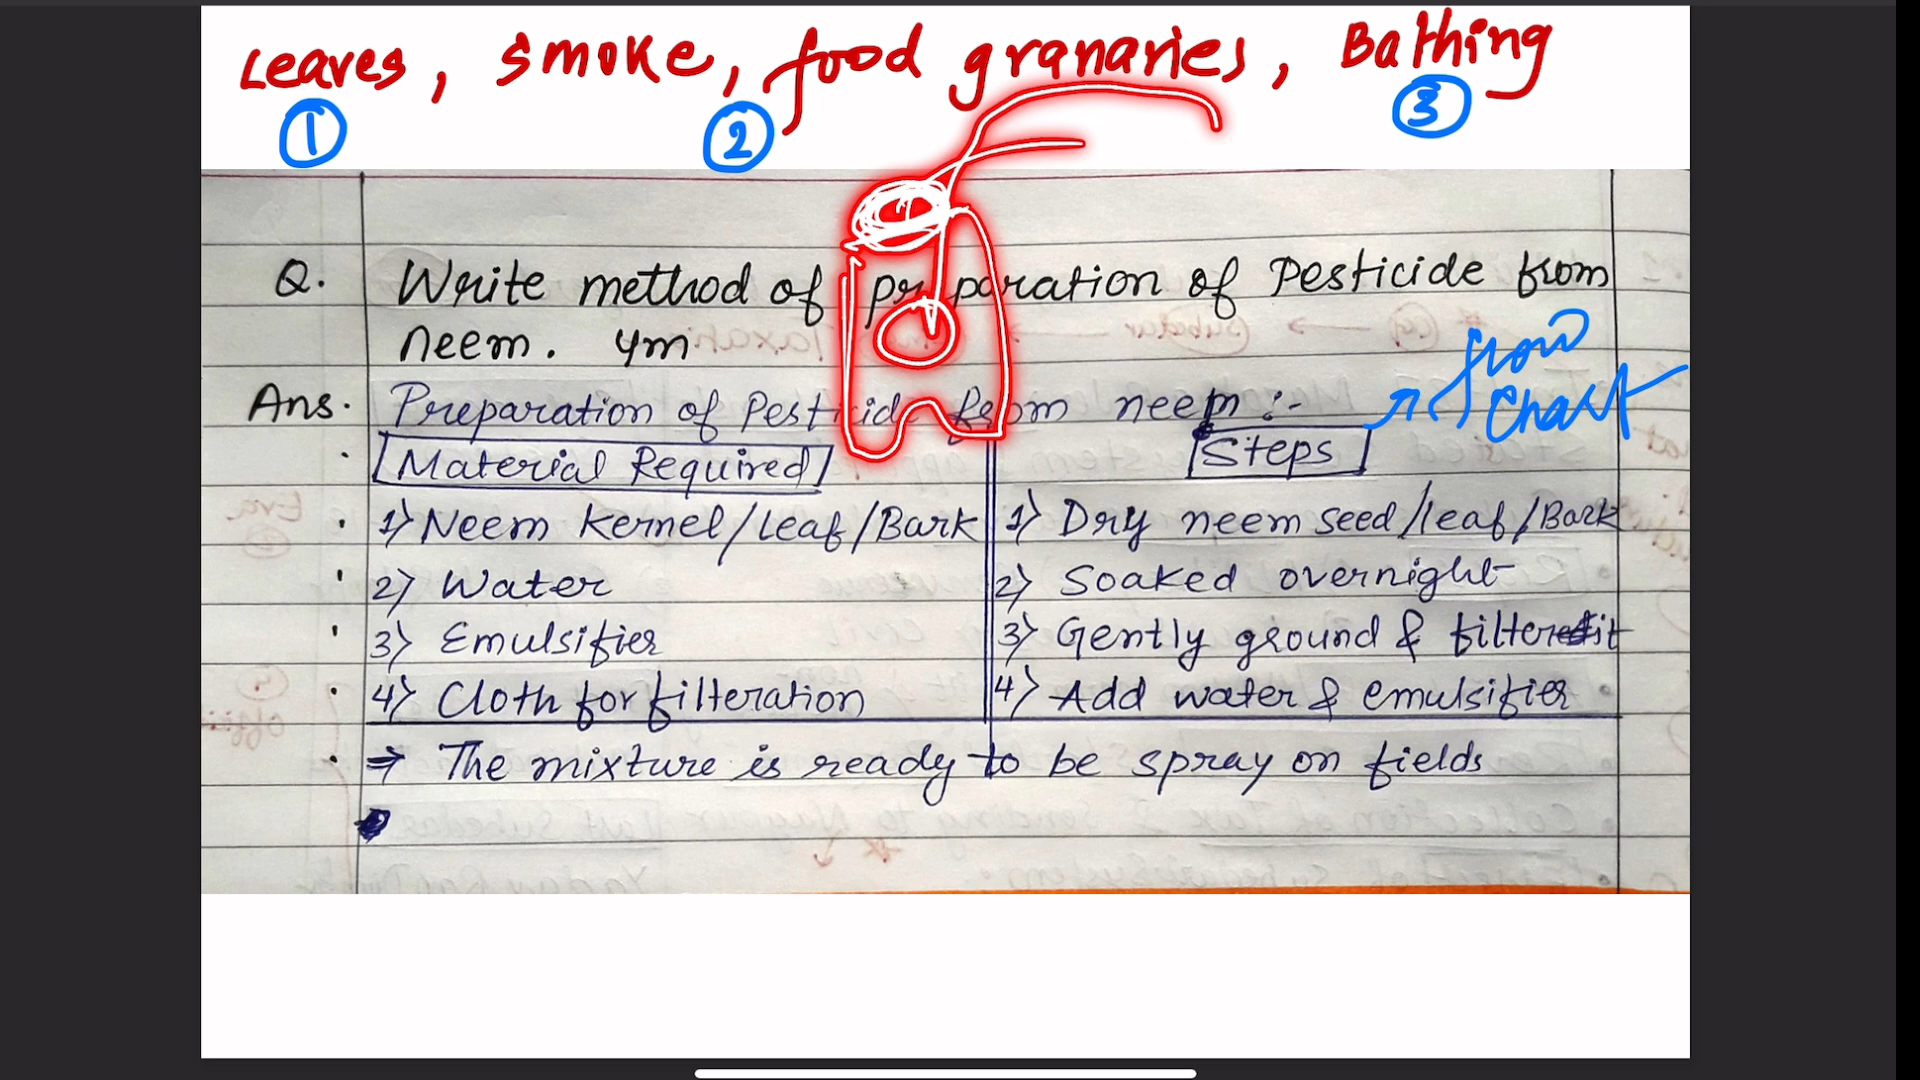 Leaves, smoke, food granaries, Bathing
1 2 3
Q. Write method of preparation of Pesticide from
neem. 4m
flow
chart
Ans. Preparation of Pesticide from neem :-
Material Required Steps
1) Neem kernel/Leaf/Bark 1) Dry neem seed/leaf/Bark
2) Water 2) Soaked overnight
3) Emulsifier 3) Gently ground & filter it
4) Cloth for filteration 4) Add water & emulsifier
⇒ The mixture is ready to be spray on fields